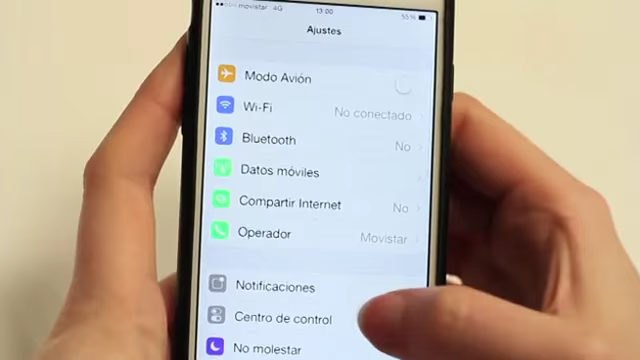 movistar 4G 13:00 55%
Ajustes
Modo Avión
Wi-Fi No conectado
Bluetooth No
Datos móviles
Compartir Internet No
Operador Movistar
Notificaciones
Centro de control
No molestar